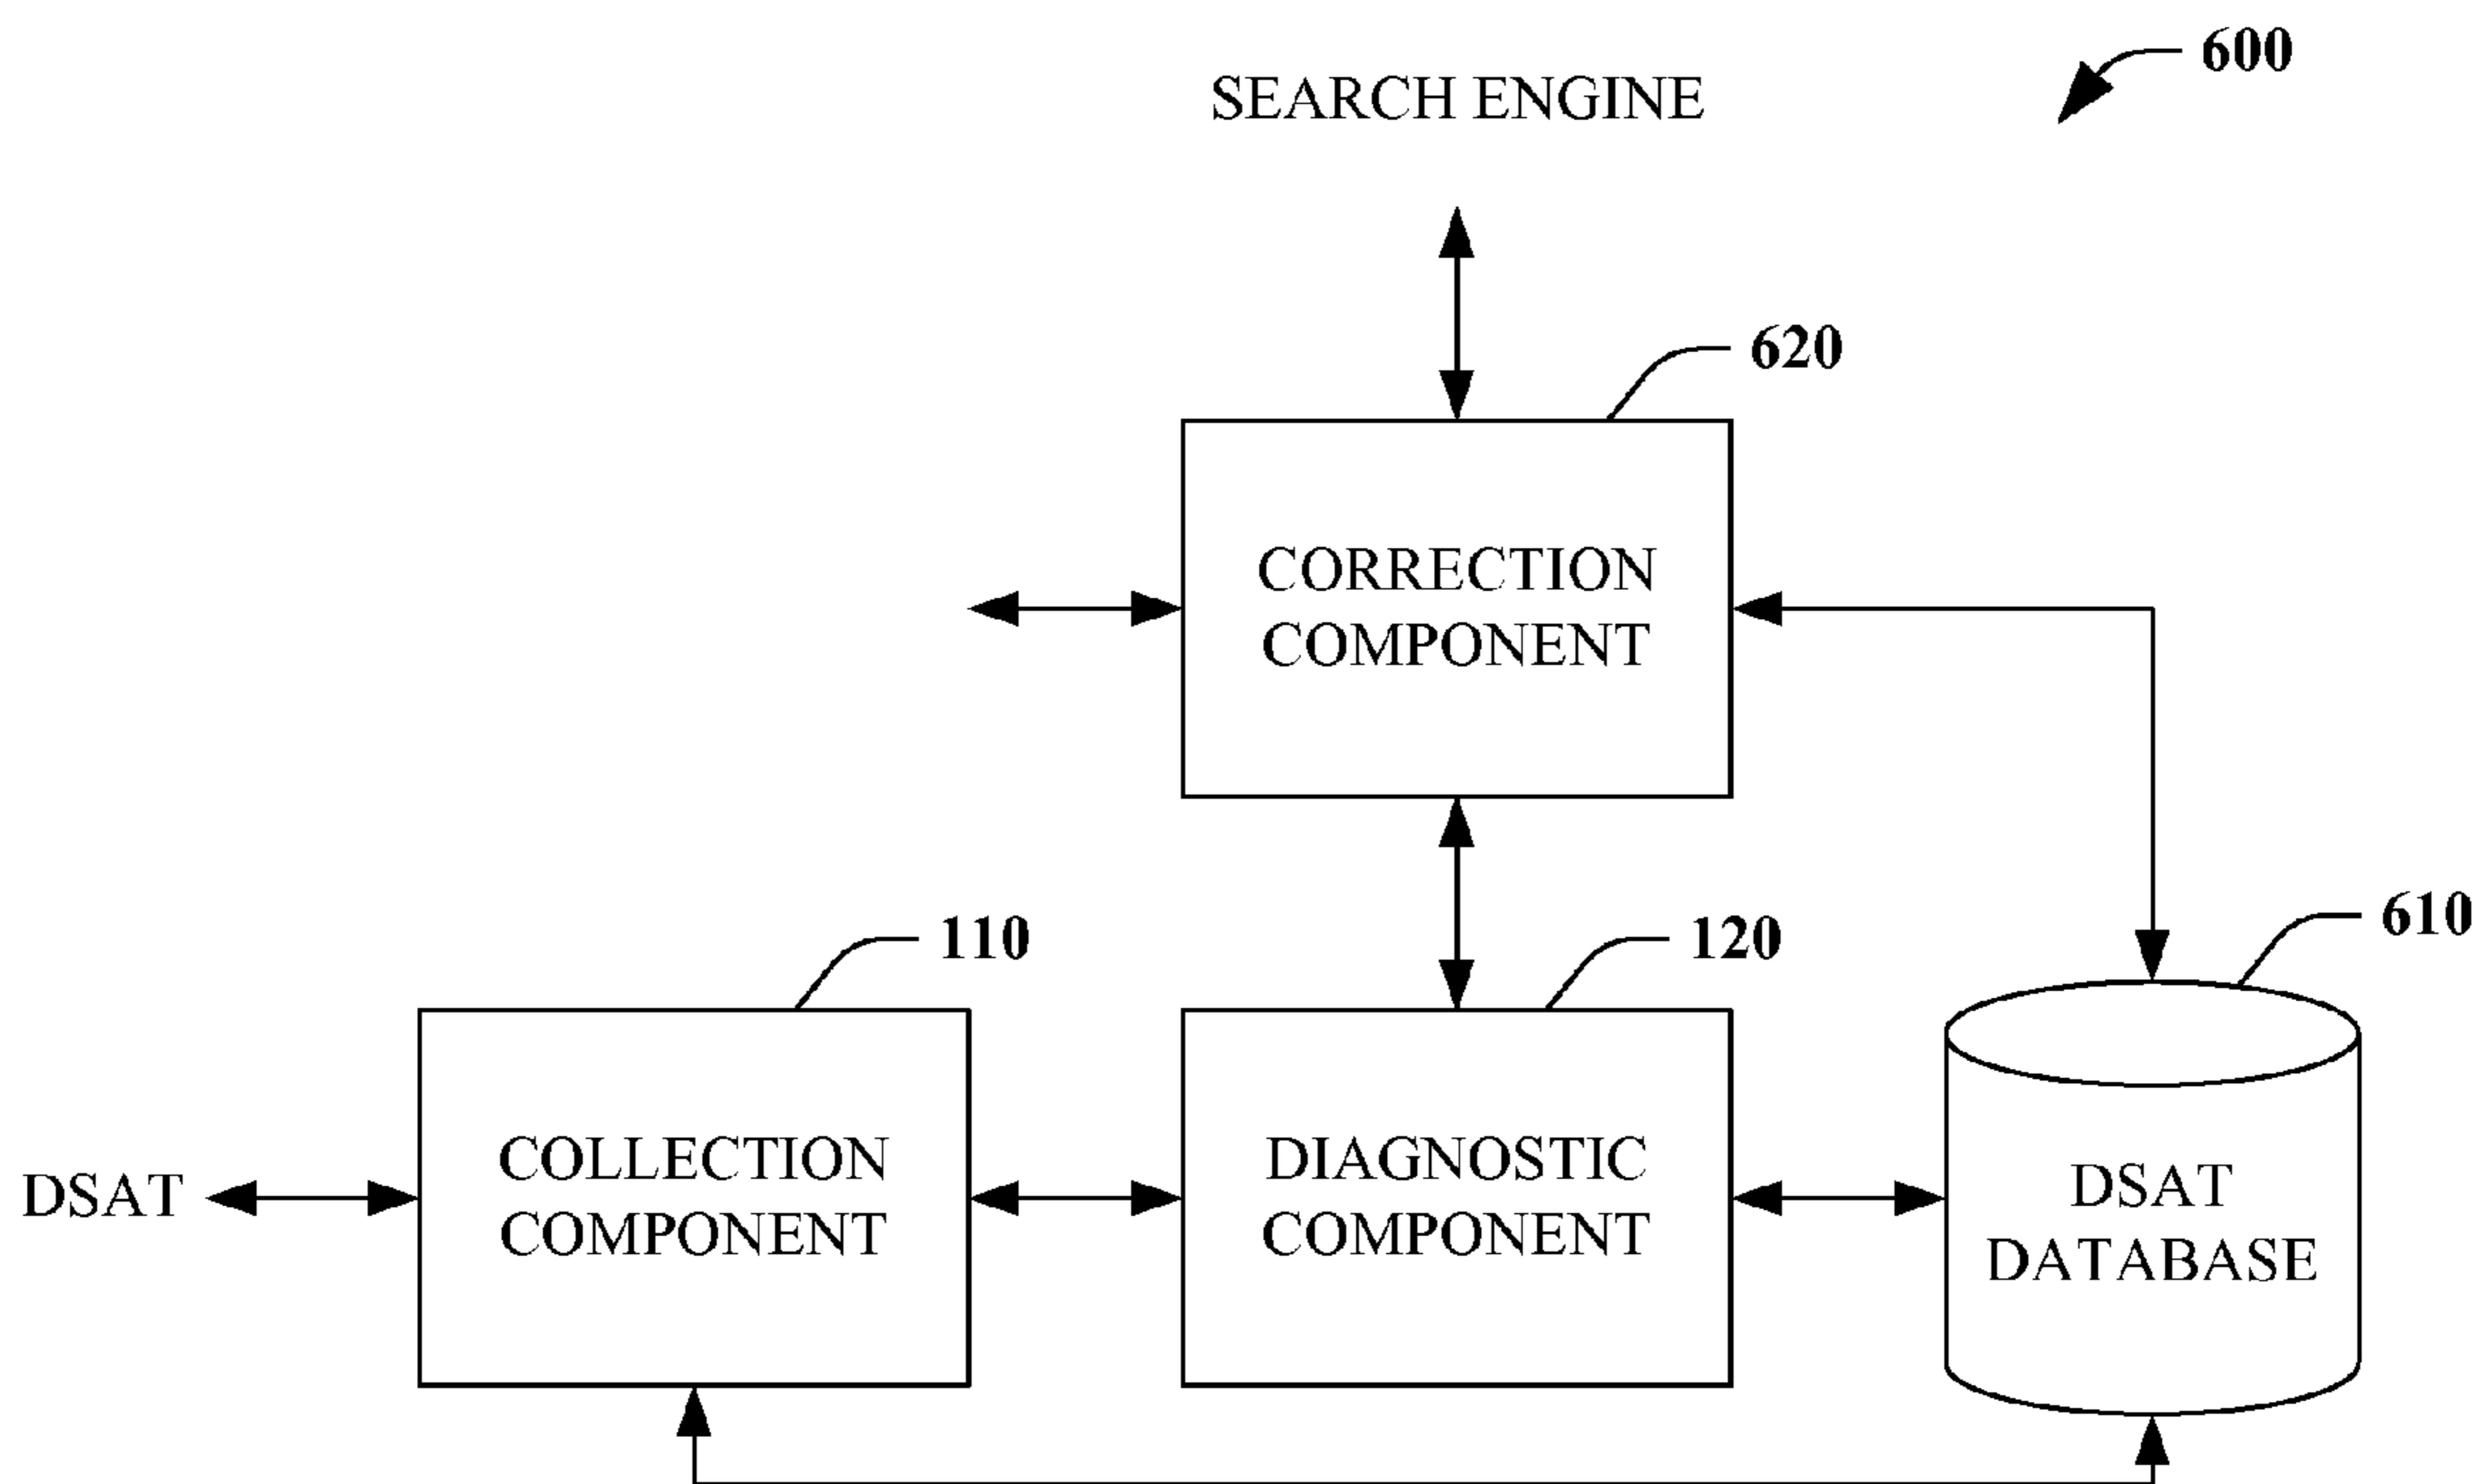 600
SEARCH ENGINE
620
CORRECTION
COMPONENT
110
120
610
DSAT
COLLECTION
COMPONENT
DIAGNOSTIC
COMPONENT
DSAT
DATABASE